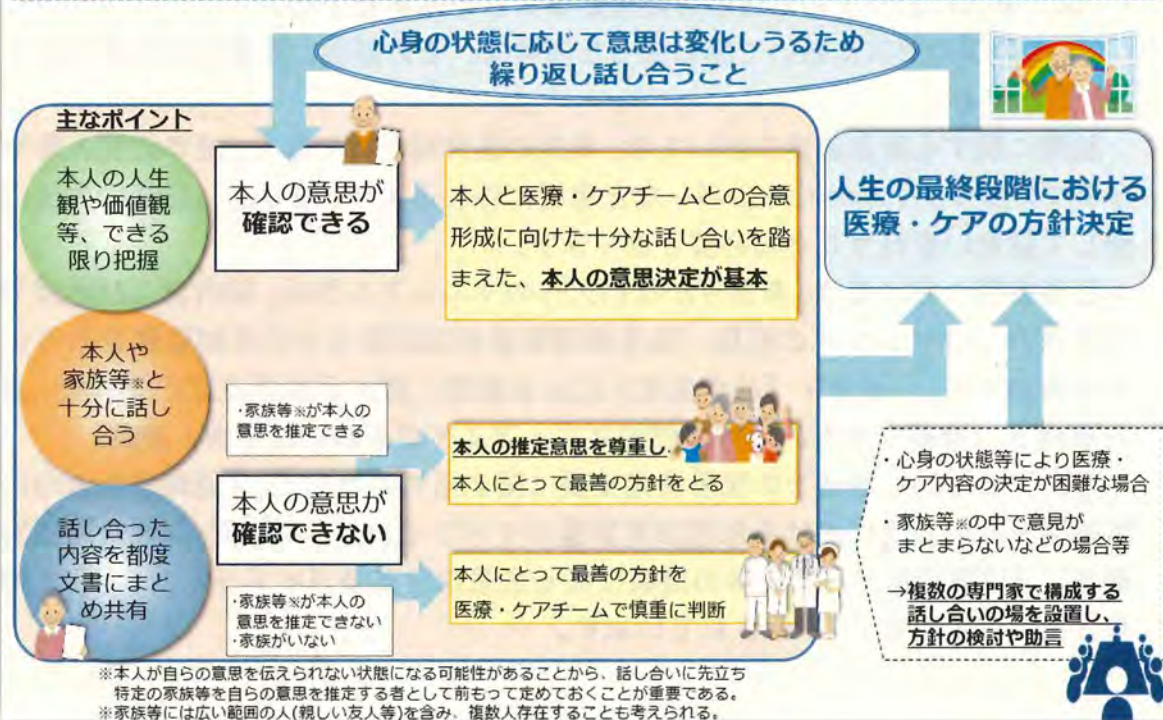 心身の状態に応じて意思は変化しうるため
繰り返し話し合うこと
主なポイント
本人の人生
観や価値観
等、できる
限り把握
本人や
家族等※と
十分に話し
合う
話し合った
内容を都度
文書にまと
め共有
本人の意思が
確認できる
本人と医療・ケアチームとの合意
形成に向けた十分な話し合いを踏
まえた、本人の意思決定が基本
人生の最終段階における
医療・ケアの方針決定
・家族等※が本人の
意思を推定できる
本人の推定意思を尊重し、
本人にとって最善の方針をとる
本人の意思が
確認できない
・家族等※が本人の
意思を推定できない
・家族がいない
本人にとって最善の方針を
医療・ケアチームで慎重に判断
・心身の状態等により医療・
ケア内容の決定が困難な場合
・家族等※の中で意見が
まとまらないなどの場合等
→複数の専門家で構成する
話し合いの場を設置し、
方針の検討や助言
※本人が自らの意思を伝えられない状態になる可能性があることから、話し合いに先立ち
特定の家族等を自らの意思を推定する者として前もって定めておくことが重要である。
※家族等には広い範囲の人(親しい友人等)を含み、複数人存在することも考えられる。